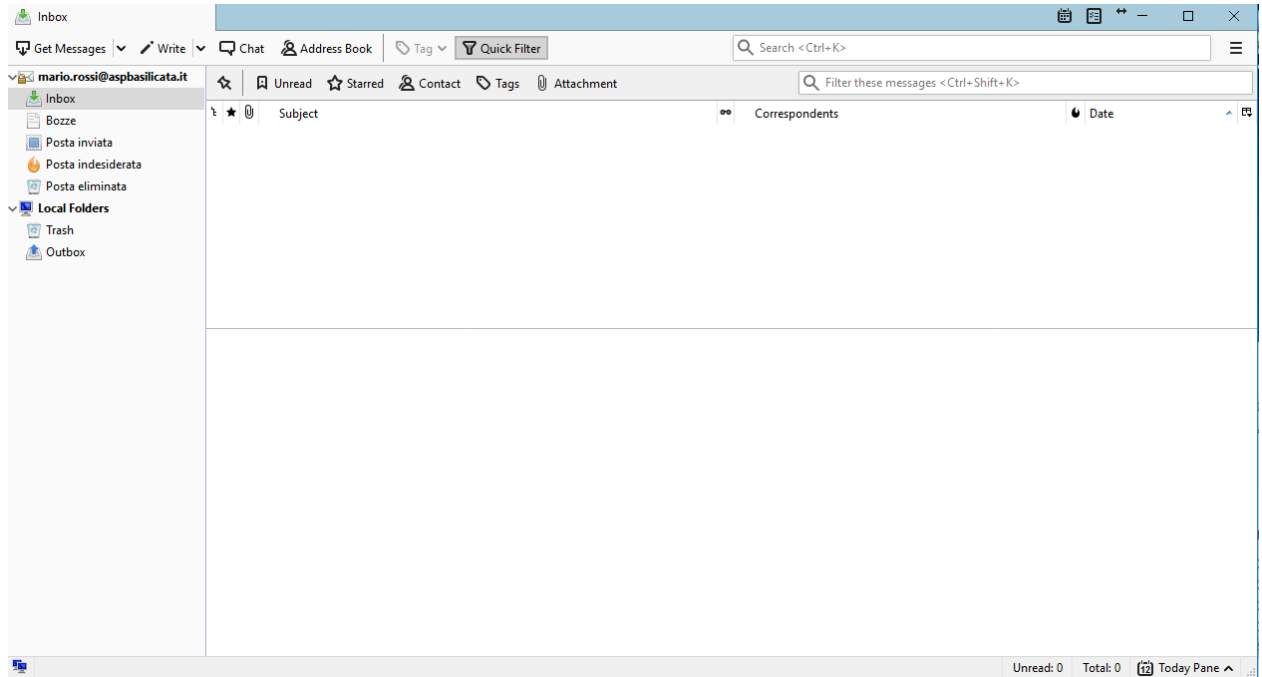 Inbox
Get Messages Write Chat Address Book Tag Quick Filter Search <Ctrl+K>
mario.rossi@aspbasilicata.it
Unread Starred Contact Tags Attachment Filter these messages <Ctrl+Shift+K>
Inbox
Subject Correspondents Date
Bozze
Posta inviata
Posta indesiderata
Posta eliminata
Local Folders
Trash
Outbox
Unread: 0 Total: 0 12 Today Pane